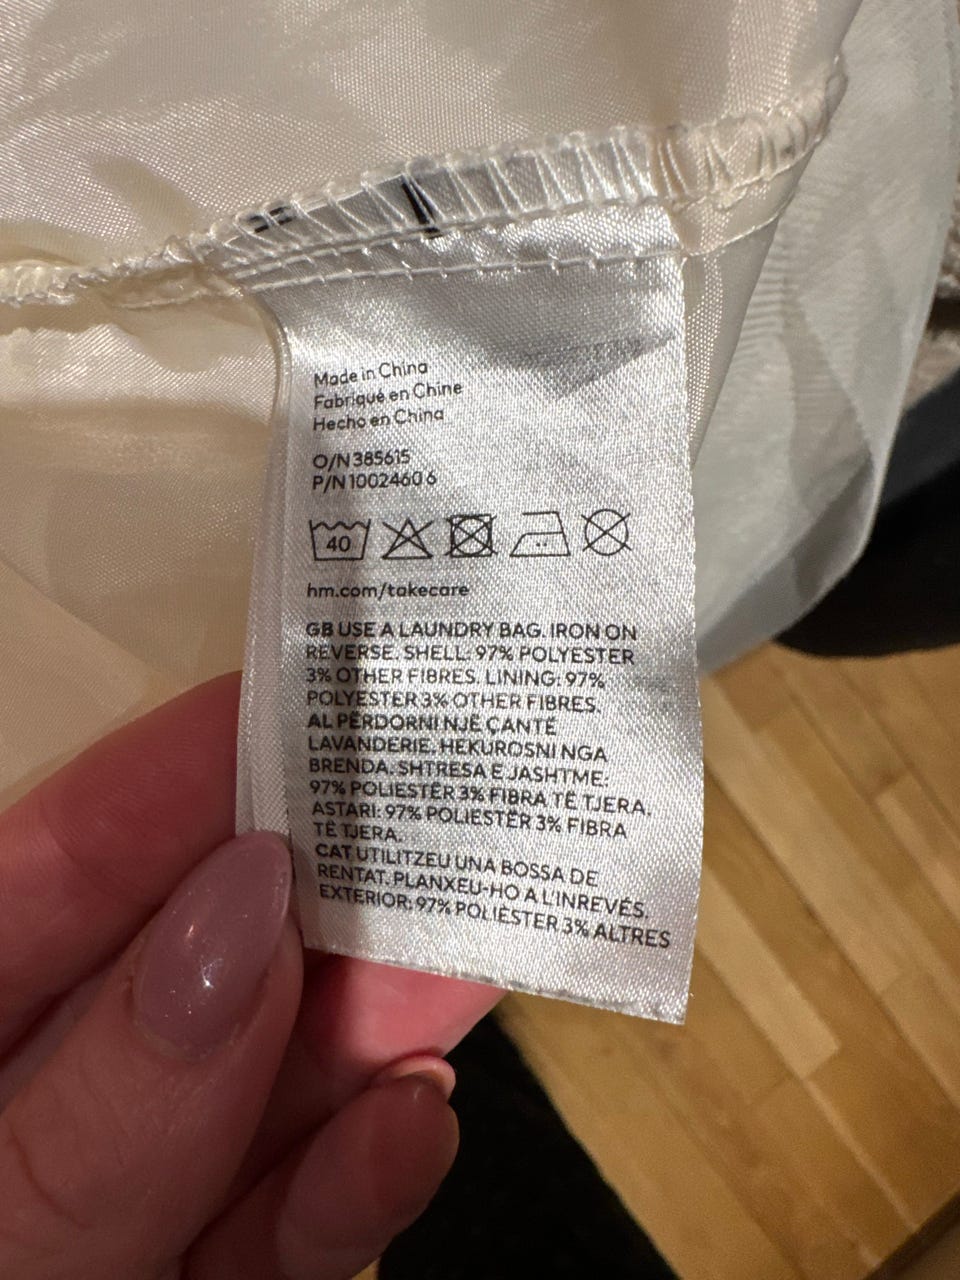 Made in China
Fabriqué en Chine
Hecho en China
O/N 385615
P/N 1002460 6
40
hm.com/takecare
GB USE A LAUNDRY BAG. IRON ON
REVERSE. SHELL: 97% POLYESTER
3% OTHER FIBRES. LINING: 97%
POLYESTER 3% OTHER FIBRES.
AL PËRDORNI NJË ÇANTË
LAVANDERIE. HEKUROSNI NGA
BRENDA. SHTRESA E JASHTME:
97% POLIESTËR 3% FIBRA TË TJERA.
ASTARI: 97% POLIESTËR 3% FIBRA
TË TJERA.
CAT UTILITZEU UNA BOSSA DE
RENTAT. PLANXEU-HO A L'INREVÉS.
EXTERIOR: 97% POLIÈSTER 3% ALTRES